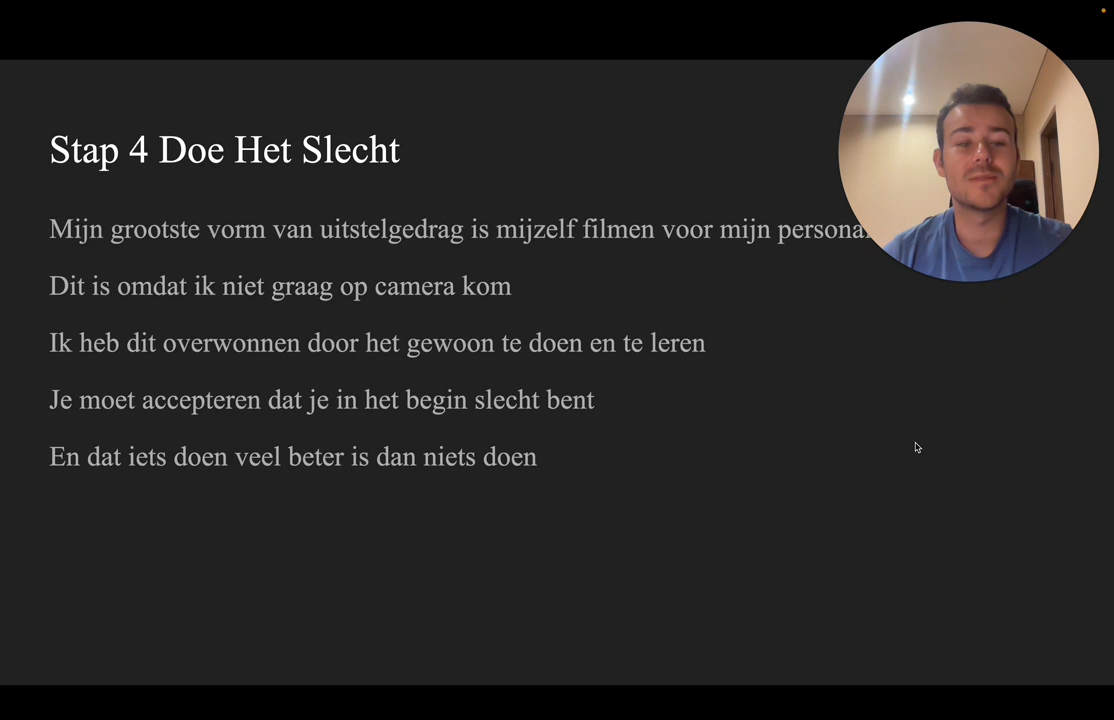 Stap 4 Doe Het Slecht
Mijn grootste vorm van uitstelgedrag is mijzelf filmen voor mijn
Dit is omdat ik niet graag op camera kom
Ik heb dit overwonnen door het gewoon te doen en te leren
Je moet accepteren dat je in het begin slecht bent
En dat iets doen veel beter is dan niets doen